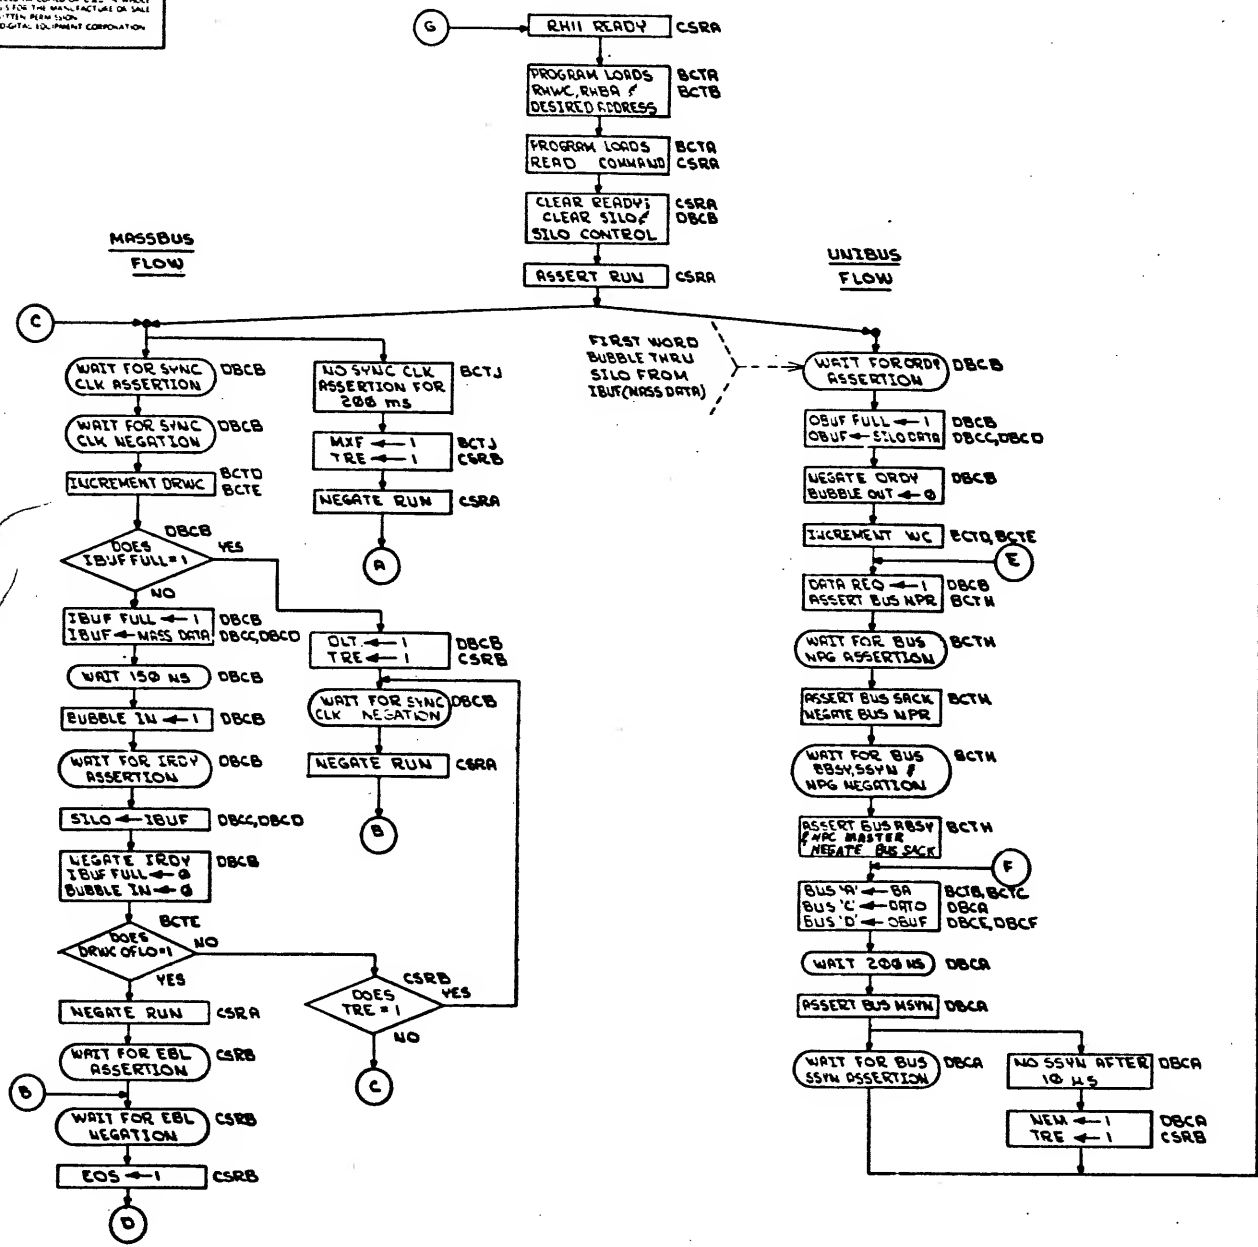 FOR THE MANUFACTURE OR SALE
WRITTEN PERMISSION
DIGITAL EQUIPMENT CORPORATION
G
RH11 READY CSRA
PROGRAM LOADS BCTA
RHWC, RHBA & BCTB
DESIRED ADDRESS
PROGRAM LOADS BCTA
READ COMMAND CSRA
CLEAR READY; CSRA
CLEAR SILO & DBCB
SILO CONTROL
ASSERT RUN CSRA
MASSBUS
FLOW
C
WAIT FOR SYNC DBCB
CLK ASSERTION
WAIT FOR SYNC DBCB
CLK NEGATION
INCREMENT DRWC BCTD
BCTE
DBCB
DOES
IBUF FULL=1
YES
NO
IBUF FULL ← 1 DBCB
IBUF ← MASS DATA DBCC,DBCD
WAIT 150 NS DBCB
BUBBLE IN ← 1 DBCB
WAIT FOR IRDY DBCB
ASSERTION
SILO ← IBUF DBCC,DBCD
NEGATE IRDY DBCB
IBUF FULL ← 0
BUBBLE IN ← 0
BCTE
DOES
DRWC OFLO=1
NO
YES
NEGATE RUN CSRA
WAIT FOR EBL CSRB
ASSERTION
B
WAIT FOR EBL CSRB
NEGATION
EOS ← 1 CSRB
D
NO SYNC CLK BCTJ
ASSERTION FOR
200 ms
MXF ← 1 BCTJ
TRE ← 1 CSRB
NEGATE RUN CSRA
A
DLT ← 1 DBCB
TRE ← 1 CSRB
WAIT FOR SYNC DBCB
CLK NEGATION
NEGATE RUN CSRA
B
CSRB
DOES
TRE = 1
YES
NO
C
UNIBUS
FLOW
FIRST WORD
BUBBLE THRU
SILO FROM
IBUF(MASS DATA)
WAIT FOR ORDY DBCB
ASSERTION
OBUF FULL ← 1 DBCB
OBUF ← SILO DATA DBCC,DBCD
NEGATE ORDY DBCB
BUBBLE OUT ← 0
INCREMENT WC BCTD, BCTE
E
DATA REQ ← 1 DBCB
ASSERT BUS NPR BCTH
WAIT FOR BUS BCTH
NPG ASSERTION
ASSERT BUS SACK BCTH
NEGATE BUS NPR
WAIT FOR BUS BCTH
BBSY, SSYN &
NPG NEGATION
ASSERT BUS BBSY BCTH
& NPC MASTER
NEGATE BUS SACK
F
BUS 'A' ← BA BCTB, BCTC
BUS 'C' ← DATO DBCA
BUS 'D' ← OBUF DBCE, DBCF
WAIT 200 NS DBCA
ASSERT BUS MSYN DBCA
WAIT FOR BUS DBCA
SSYN ASSERTION
NO SSYN AFTER DBCA
10 µS
NEM ← 1 DBCA
TRE ← 1 CSRB